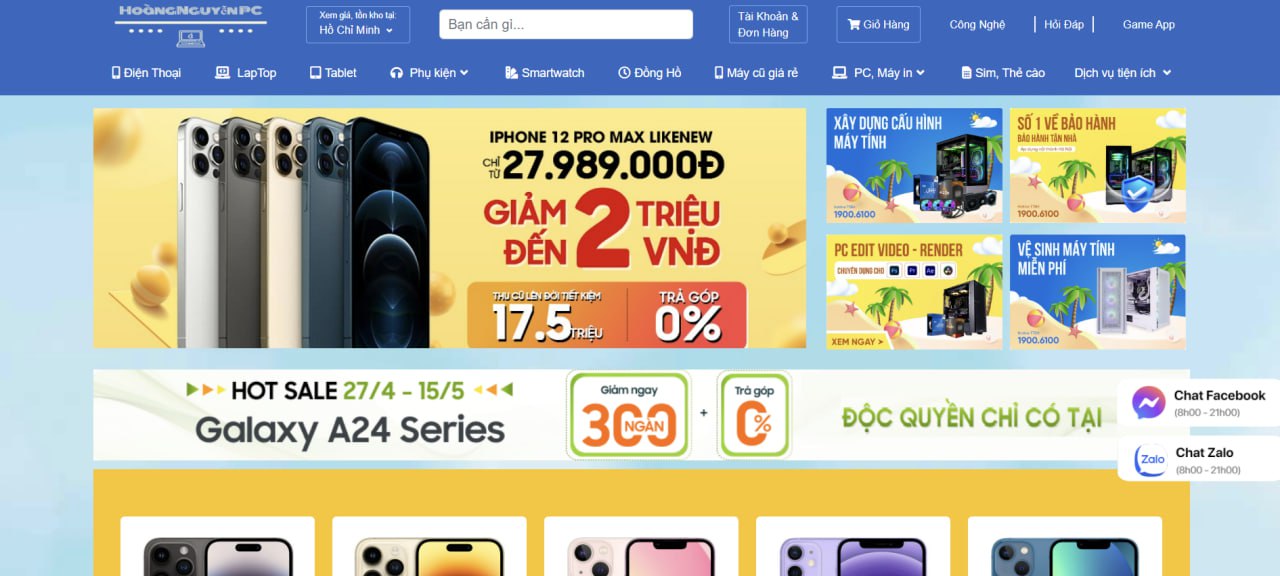 HOÀNGNGUYỄNPC
Xem giá, tồn kho tại:
Hồ Chí Minh
Bạn cần gì...
Tài Khoản &
Đơn Hàng
Giỏ Hàng
Công Nghệ
Hỏi Đáp
Game App
Điện Thoại
LapTop
Tablet
Phụ kiện
Smartwatch
Đồng Hồ
Máy cũ giá rẻ
PC, Máy in
Sim, Thẻ cào
Dịch vụ tiện ích
IPHONE 12 PRO MAX LIKENEW
CHỈ TỪ 27.989.000Đ
GIẢM ĐẾN 2 TRIỆU VNĐ
THU CŨ LÊN ĐỜI TIẾT KIỆM
17.5 TRIỆU
TRẢ GÓP
0%
XÂY DỰNG CẤU HÌNH
MÁY TÍNH
1900.6100
SỐ 1 VỀ BẢO HÀNH
BẢO HÀNH TẬN NHÀ
1900.6100
PC EDIT VIDEO - RENDER
CHUYÊN DỤNG CHO Ps Pr Ae
XEM NGAY >
VỆ SINH MÁY TÍNH
MIỄN PHÍ
1900.6100
HOT SALE 27/4 - 15/5
Galaxy A24 Series
Giảm ngay
300 NGÀN
+
Trả góp
0%
ĐỘC QUYỀN CHỈ CÓ TẠI
Chat Facebook
(8h00 - 21h00)
Zalo
Chat Zalo
(8h00 - 21h00)